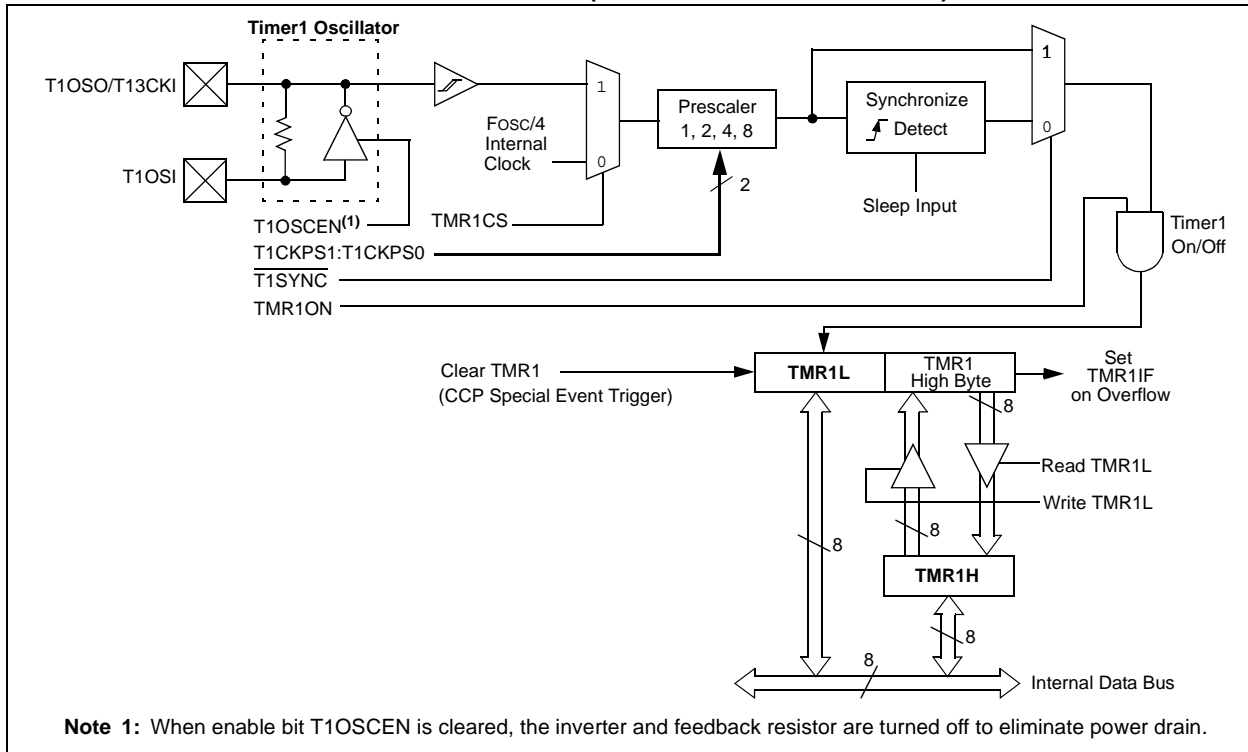 Timer1 Oscillator
T1OSO/T13CKI
T1OSI
FOSC/4
Internal
Clock
1
0
Prescaler
1, 2, 4, 8
2
Synchronize
Detect
Sleep Input
1
0
T1OSCEN(1)
TMR1CS
T1CKPS1:T1CKPS0
T1SYNC
TMR1ON
Timer1
On/Off
Clear TMR1
(CCP Special Event Trigger)
TMR1L
TMR1
High Byte
Set
TMR1IF
on Overflow
8
Read TMR1L
Write TMR1L
8
8
TMR1H
8
8
Internal Data Bus
Note 1: When enable bit T1OSCEN is cleared, the inverter and feedback resistor are turned off to eliminate power drain.